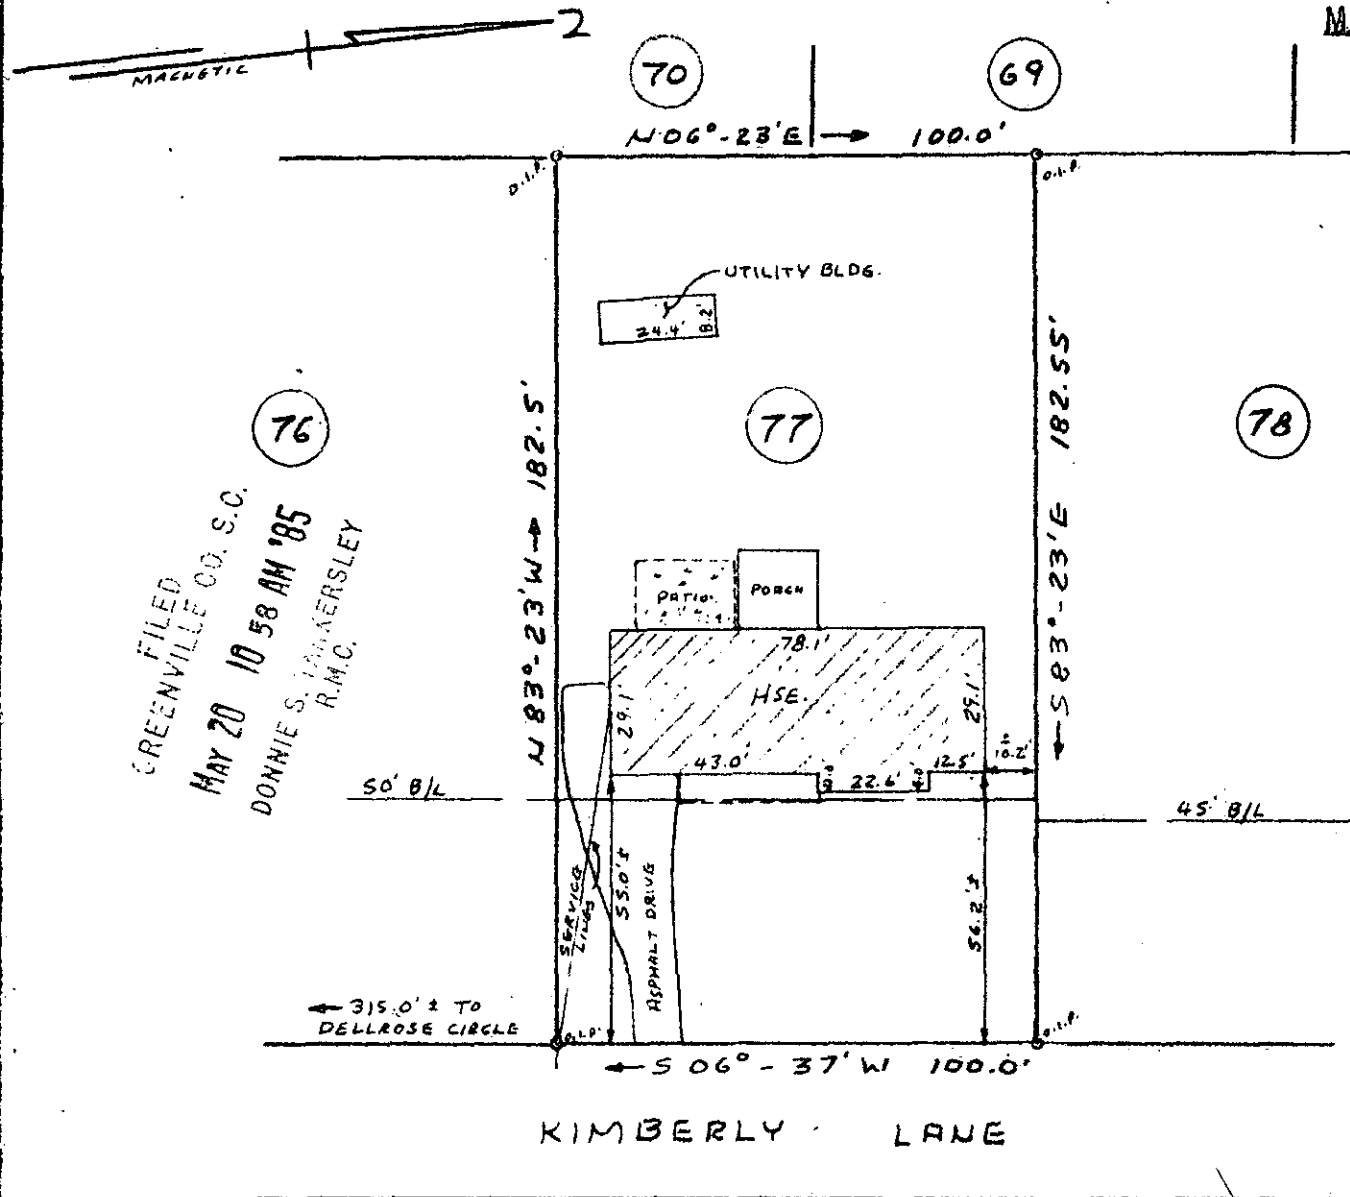 M
MAGNETIC
70
69
N 06°-23'E → 100.0'
O.I.P.
O.I.P.
UTILITY BLDG.
24.4'
8.2'
N 83°-23'W → 182.5'
← S 83°-23'E 182.55'
76
77
78
FILED
GREENVILLE CO. S.C.
MAY 20 10 58 AM '85
DONNIE S. TANKERSLEY
R.M.C.
PATIO
PORCH
78.1'
HSE.
29.1'
29.1'
43.0'
22.6'
4.0
12.5'
10.2'
±
50' B/L
45' B/L
SERVICE
LINES
55.0'±
ASPHALT DRIVE
56.2'±
← 315.0'± TO
DELLROSE CIRCLE
O.I.P.
O.I.P.
← S 06°-37' W 100.0'
KIMBERLY LANE